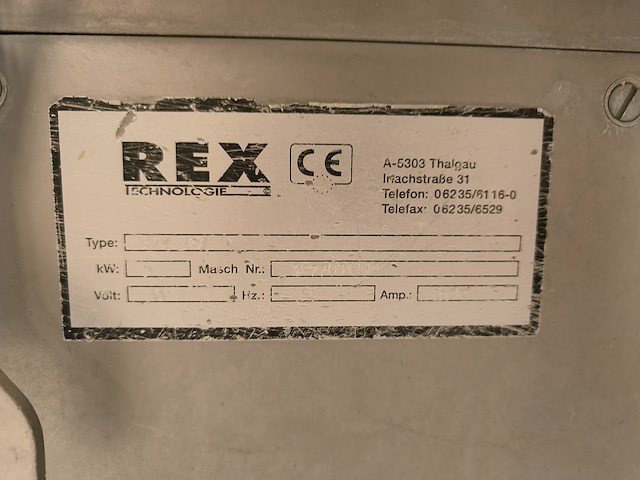 REX
TECHNOLOGIE
CE
A-5303 Thalgau
Irlachstraße 31
Telefon: 06235/6116-0
Telefax: 06235/6529
Type:
kW: Masch. Nr.:
Volt: Hz.: Amp.: